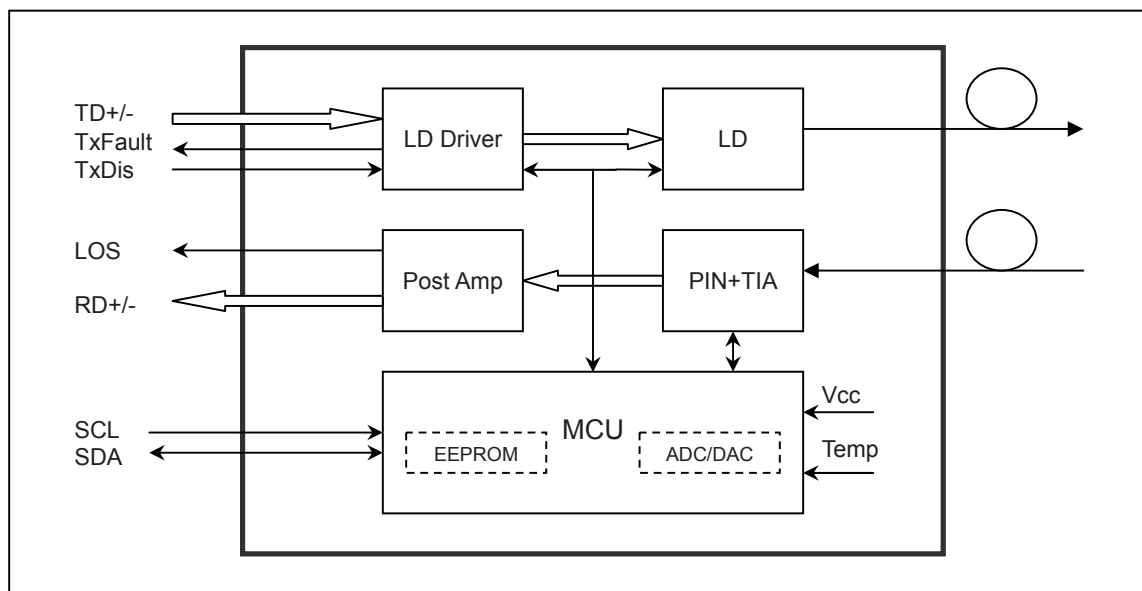 TD+/-
TxFault
TxDis
LD Driver
LD
LOS
RD+/-
Post Amp
PIN+TIA
SCL
SDA
MCU
EEPROM
ADC/DAC
Vcc
Temp